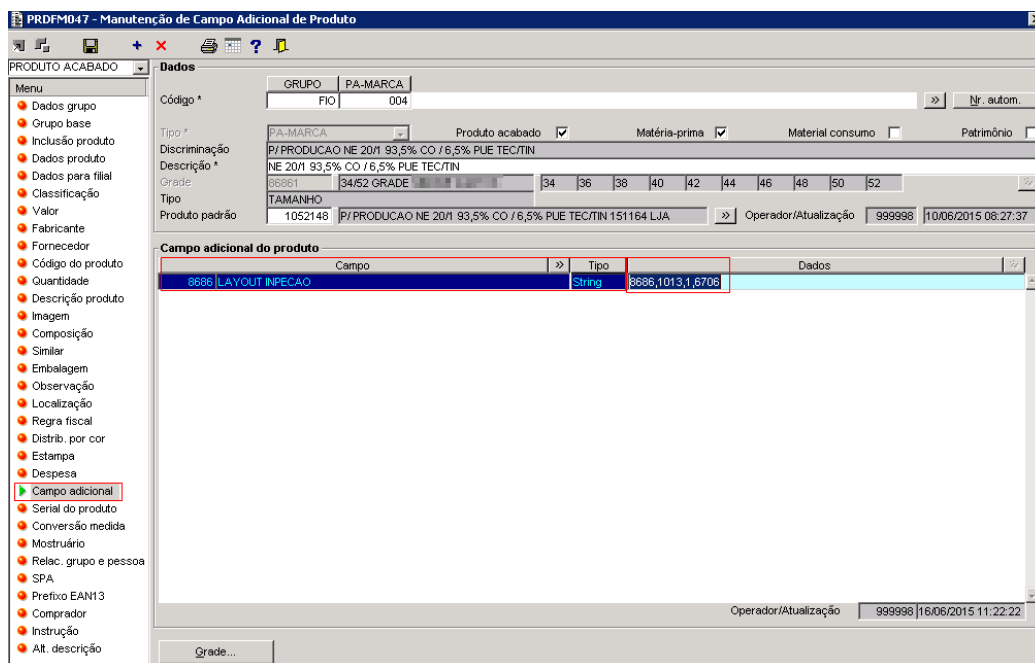 PRDFM047 - Manutenção de Campo Adicional de Produto
PRODUTO ACABADO
Menu
Dados grupo
Grupo base
Inclusão produto
Dados produto
Dados para filial
Classificação
Valor
Fabricante
Fornecedor
Código do produto
Quantidade
Descrição produto
Imagem
Composição
Similar
Embalagem
Observação
Localização
Regra fiscal
Distrib. por cor
Estampa
Despesa
Campo adicional
Serial do produto
Conversão medida
Mostruário
Relac. grupo e pessoa
SPA
Prefixo EAN13
Comprador
Instrução
Alt. descrição
Dados
GRUPO PA-MARCA
Código * FIO 004 » Nr. autom.
Tipo * PA-MARCA Produto acabado Matéria-prima Material consumo Patrimônio
Discriminação P/ PRODUCAO NE 20/1 93,5% CO / 6,5% PUE TEC/TIN
Descrição * NE 20/1 93,5% CO / 6,5% PUE TEC/TIN
Grade 86861 34/52 GRADE 34 36 38 40 42 44 46 48 50 52 »
Tipo TAMANHO
Produto padrão 1052148 P/ PRODUCAO NE 20/1 93,5% CO / 6,5% PUE TEC/TIN 151164 LJA » Operador/Atualização 999998 10/06/2015 08:27:37
Campo adicional do produto
Campo » Tipo Dados »
8686 LAYOUT INPECAO String 8686,1013,1,6706
Operador/Atualização 999998 16/06/2015 11:22:22
Grade...